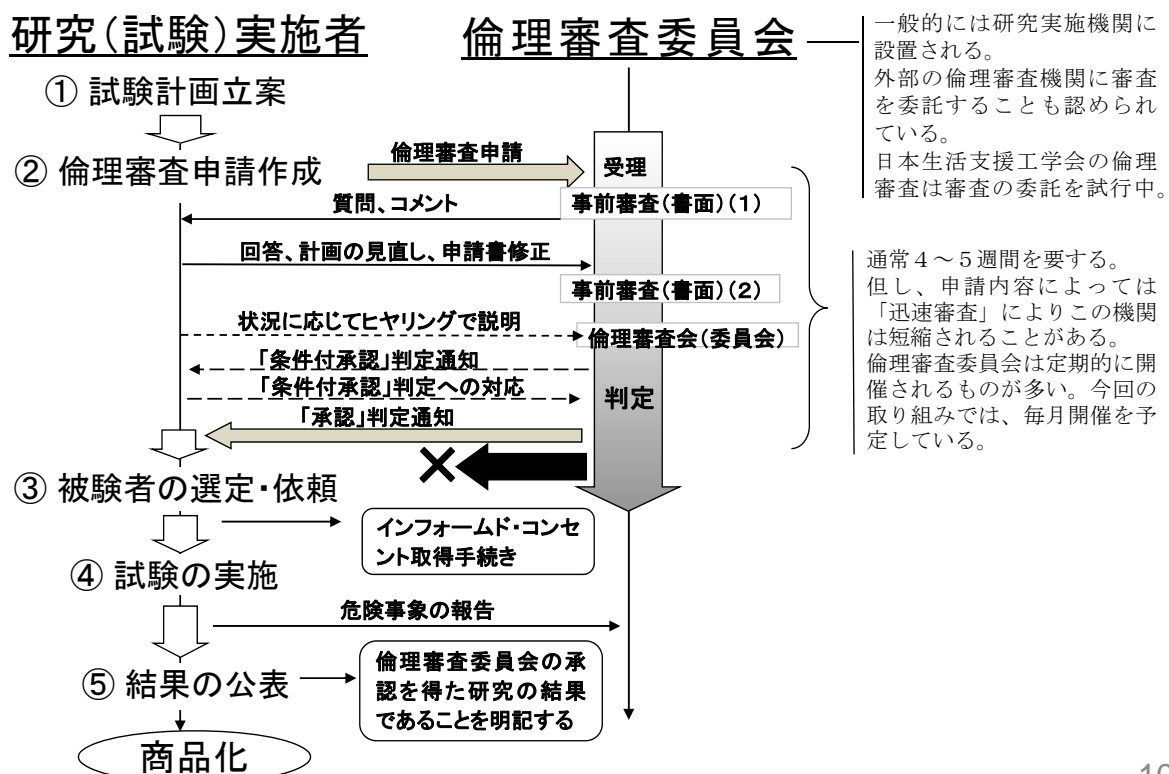 研究(試験)実施者
倫理審査委員会
一般的には研究実施機関に
設置される。
外部の倫理審査機関に審査
を委託することも認められ
ている。
日本生活支援工学会の倫理
審査は審査の委託を試行中。
① 試験計画立案
② 倫理審査申請作成
倫理審査申請
受理
質問、コメント
事前審査(書面)(1)
回答、計画の見直し、申請書修正
事前審査(書面)(2)
状況に応じてヒヤリングで説明
倫理審査会(委員会)
「条件付承認」判定通知
「条件付承認」判定への対応
判定
「承認」判定通知
通常4~5週間を要する。
但し、申請内容によっては
「迅速審査」によりこの機関
は短縮されることがある。
倫理審査委員会は定期的に開
催されるものが多い。今回の
取り組みでは、毎月開催を予
定している。
③ 被験者の選定・依頼
インフォームド・コンセ
ント取得手続き
④ 試験の実施
危険事象の報告
⑤ 結果の公表
倫理審査委員会の承
認を得た研究の結果
であることを明記する
商品化